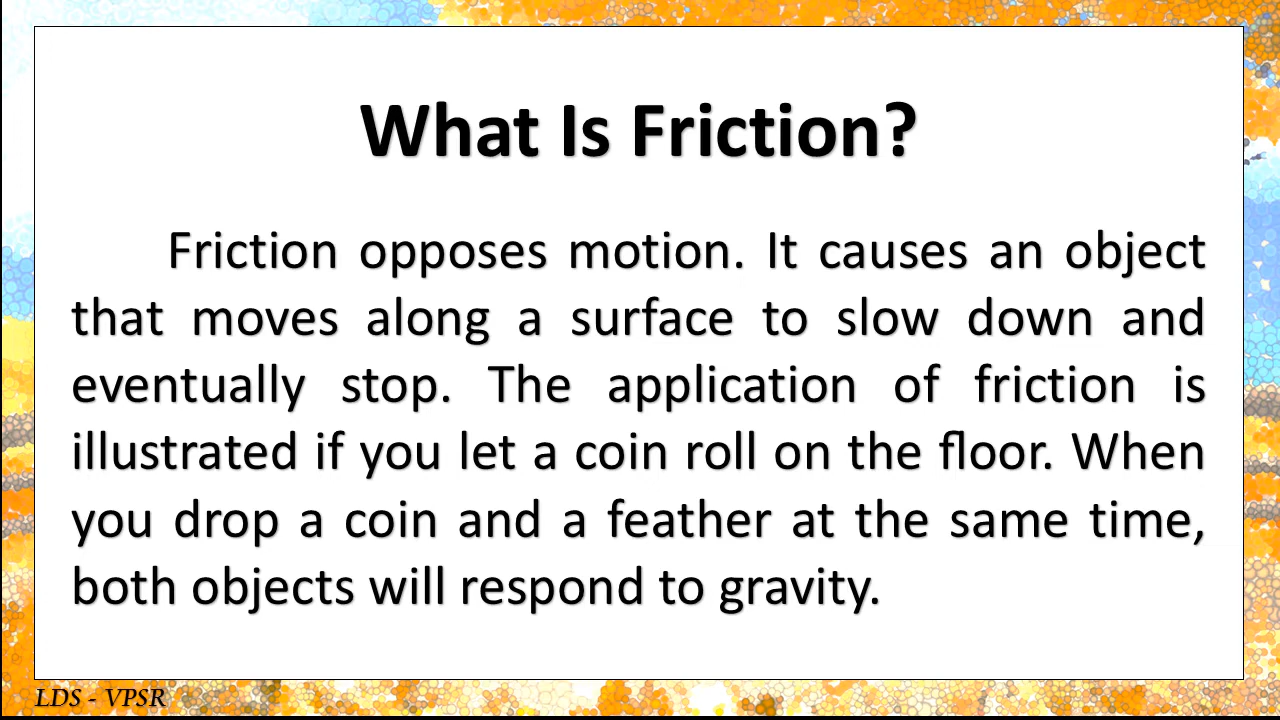 What Is Friction?
Friction opposes motion. It causes an object
that moves along a surface to slow down and
eventually stop. The application of friction is
illustrated if you let a coin roll on the floor. When
you drop a coin and a feather at the same time,
both objects will respond to gravity.
LDS - VPSR